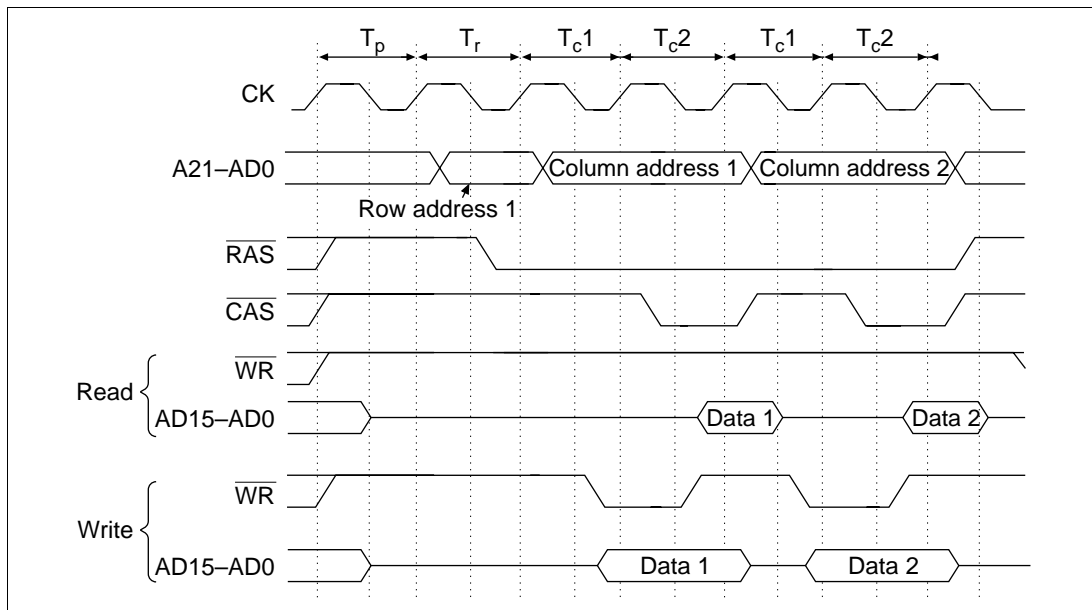 Tp Tr Tc1 Tc2 Tc1 Tc2
CK
A21–AD0 Column address 1 Column address 2
Row address 1
RAS
CAS
WR
Read
AD15–AD0 Data 1 Data 2
WR
Write
AD15–AD0 Data 1 Data 2